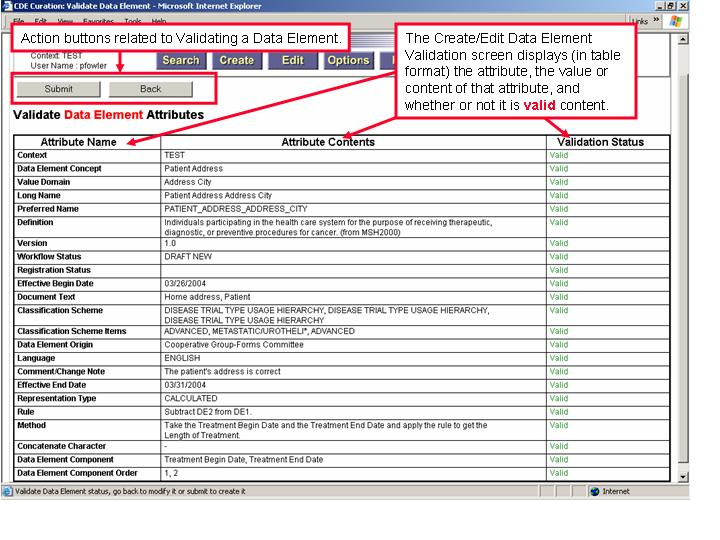 CDE Curation: Validate Data Element - Microsoft Internet Explorer
File Edit View Favorites Tools Help
Links »
Action buttons related to Validating a Data Element.
The Create/Edit Data Element
Validation screen displays (in table
format) the attribute, the value or
content of that attribute, and
whether or not it is valid content.
Context: TEST
User Name : pfowler
Search Create Edit Options
Submit Back
Validate Data Element Attributes
Attribute Name Attribute Contents Validation Status
Context TEST Valid
Data Element Concept Patient Address Valid
Value Domain Address City Valid
Long Name Patient Address Address City Valid
Preferred Name PATIENT_ADDRESS_ADDRESS_CITY Valid
Definition Individuals participating in the health care system for the purpose of receiving therapeutic, Valid
diagnostic, or preventive procedures for cancer. (from MSH2000)
Version 1.0 Valid
Workflow Status DRAFT NEW Valid
Registration Status Valid
Effective Begin Date 03/26/2004 Valid
Document Text Home address, Patient Valid
Classification Scheme DISEASE TRIAL TYPE USAGE HIERARCHY, DISEASE TRIAL TYPE USAGE HIERARCHY, Valid
DISEASE TRIAL TYPE USAGE HIERARCHY
Classification Scheme Items ADVANCED, METASTATIC/UROTHELI*, ADVANCED Valid
Data Element Origin Cooperative Group-Forms Committee Valid
Language ENGLISH Valid
Comment/Change Note The patient's address is correct Valid
Effective End Date 03/31/2004 Valid
Representation Type CALCULATED Valid
Rule Subtract DE2 from DE1. Valid
Method Take the Treatment Begin Date and the Treatment End Date and apply the rule to get the Valid
Length of Treatment.
Concatenate Character - Valid
Data Element Component Treatment Begin Date, Treatment End Date Valid
Data Element Component Order 1, 2 Valid
Validate Data Element status, go back to modify it or submit to create it Internet